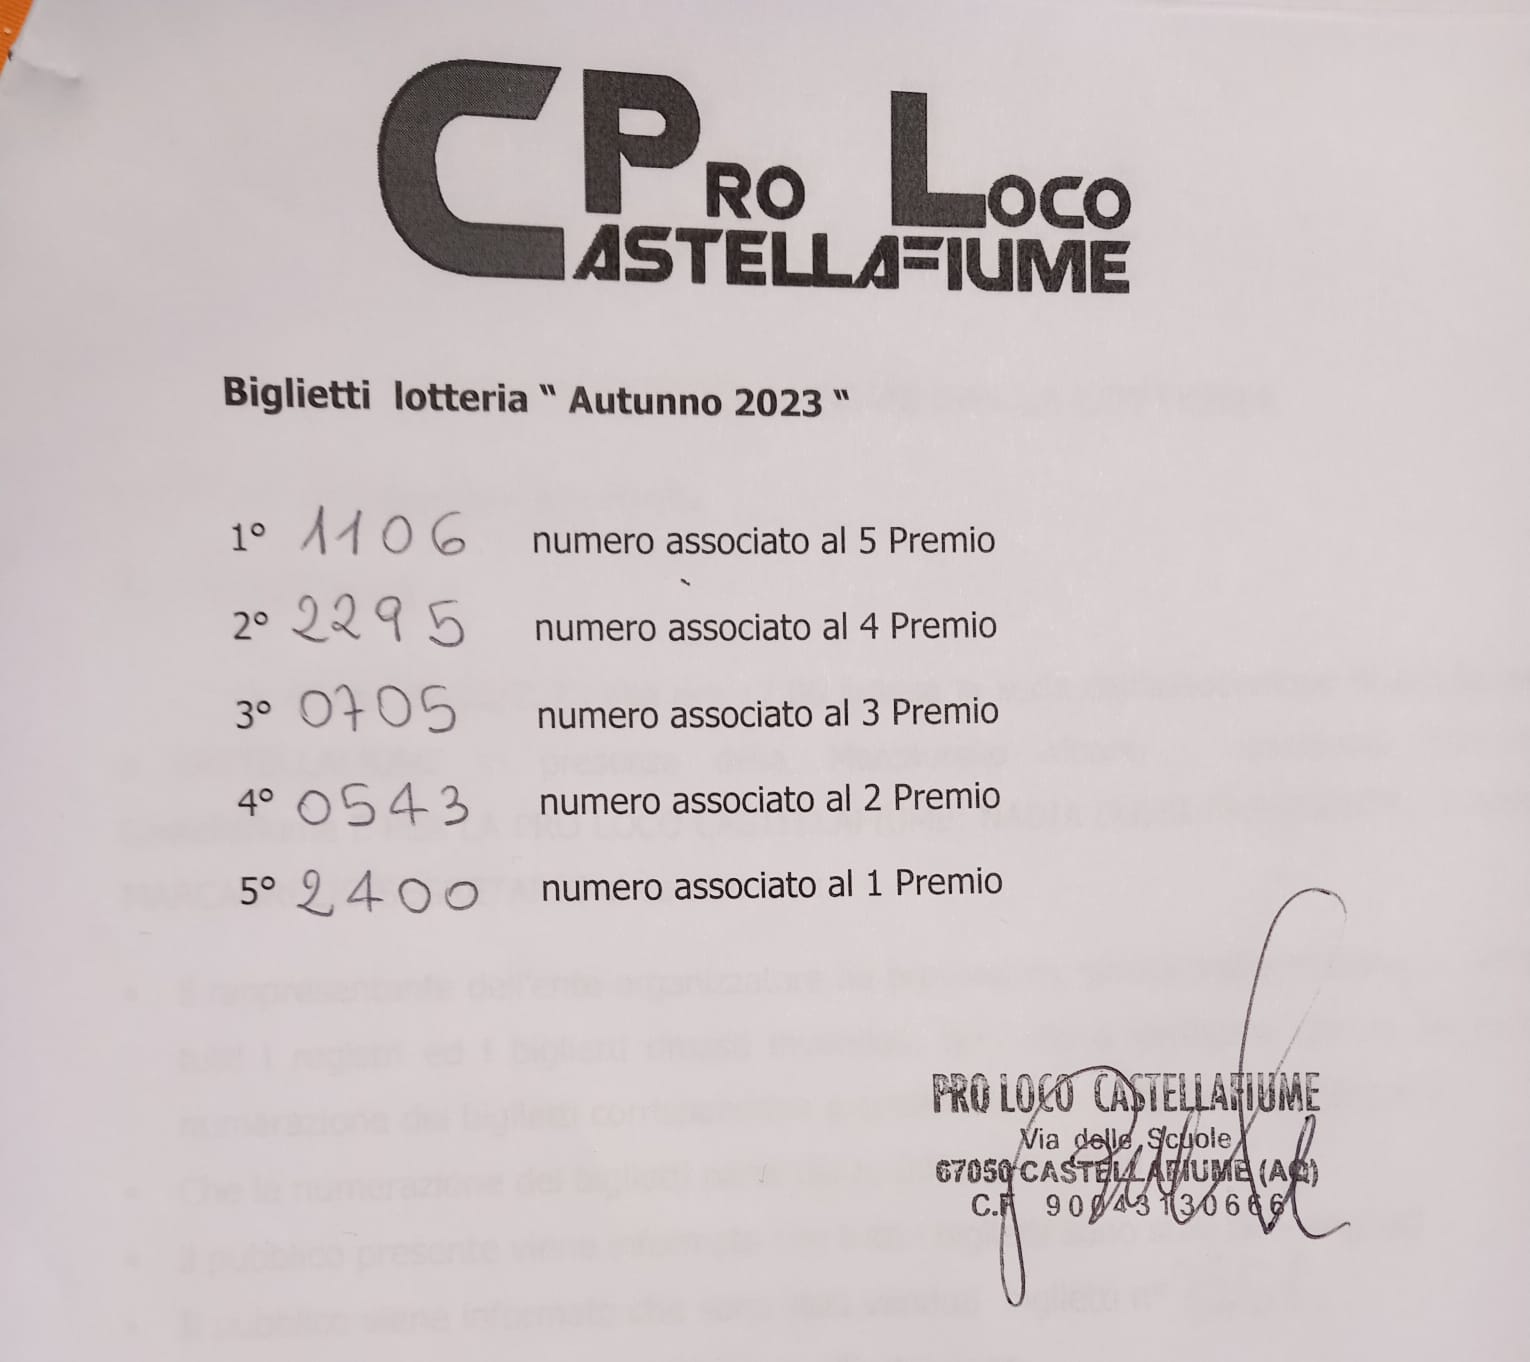 PRO LOCO
CASTELLAFIUME
Biglietti lotteria " Autunno 2023 "
1° 1106 numero associato al 5 Premio
2° 2295 numero associato al 4 Premio
3° 0705 numero associato al 3 Premio
4° 0543 numero associato al 2 Premio
5° 2400 numero associato al 1 Premio
PRO LOCO CASTELLAFIUME
Via delle Scuole
67050 CASTELLAFIUME (AQ)
C.F 90043130666